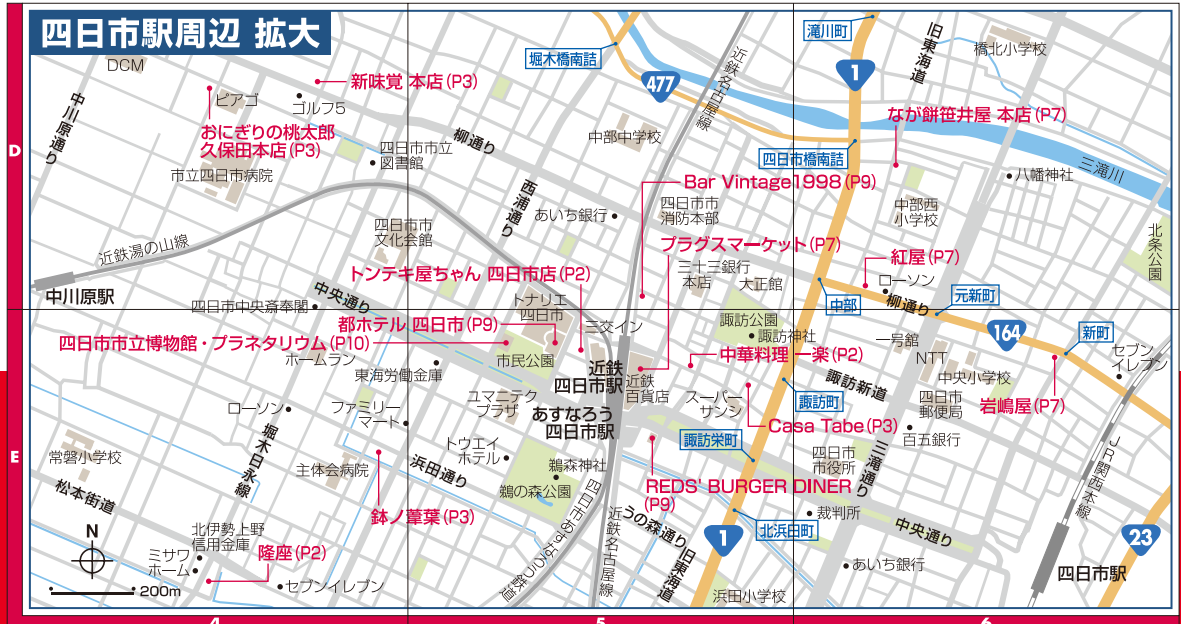 四日市駅周辺 拡大
DCM
中川原通り
ピアゴ
ゴルフ5
新味覚 本店(P3)
おにぎりの桃太郎
久保田本店(P3)
市立四日市病院
四日市市立
図書館
柳通り
堀木橋南詰
477
近鉄名古屋線
中部中学校
滝川町
1
旧東海道
橋北小学校
なが餅笹井屋 本店(P7)
四日市橋南詰
三滝川
八幡神社
中部西
小学校
北条公園
D
西浦通り
あいち銀行
Bar Vintage1998(P9)
四日市市
消防本部
プラグスマーケット(P7)
四日市市
文化会館
近鉄湯の山線
中川原駅
トンテキ屋ちゃん 四日市店(P2)
三十三銀行
本店
大正館
紅屋(P7)
ローソン
柳通り
元新町
中部
四日市中央斎奉閣
中央通り
トナリエ
四日市
都ホテル 四日市(P9)
四日市市立博物館・プラネタリウム(P10)
ホームラン
東海労働金庫
市民公園
三交イン
近鉄
四日市駅
近鉄
百貨店
諏訪公園
諏訪神社
中華料理 一楽(P2)
一号館
NTT
164
新町
セブン
イレブン
中央小学校
諏訪新道
諏訪町
四日市
郵便局
岩嶋屋(P7)
百五銀行
ローソン
ファミリー
マート
ユマニテク
プラザ
あすなろう
四日市駅
スーパー
サンシ
Casa Tabe(P3)
諏訪栄町
四日市
市役所
三滝通り
JR関西本線
E
常磐小学校
堀木日永線
主体会病院
トウエイ
ホテル
浜田通り
鵜森神社
鵜の森公園
REDS' BURGER DINER
(P9)
松本街道
鉢ノ葦葉(P3)
四日市あすなろう鉄道
近鉄名古屋線
うの森通り
旧東海道
1
北浜田町
裁判所
中央通り
23
N
200m
北伊勢上野
信用金庫
ミサワ
ホーム
隆座(P2)
セブンイレブン
浜田小学校
あいち銀行
四日市駅
4
5
6